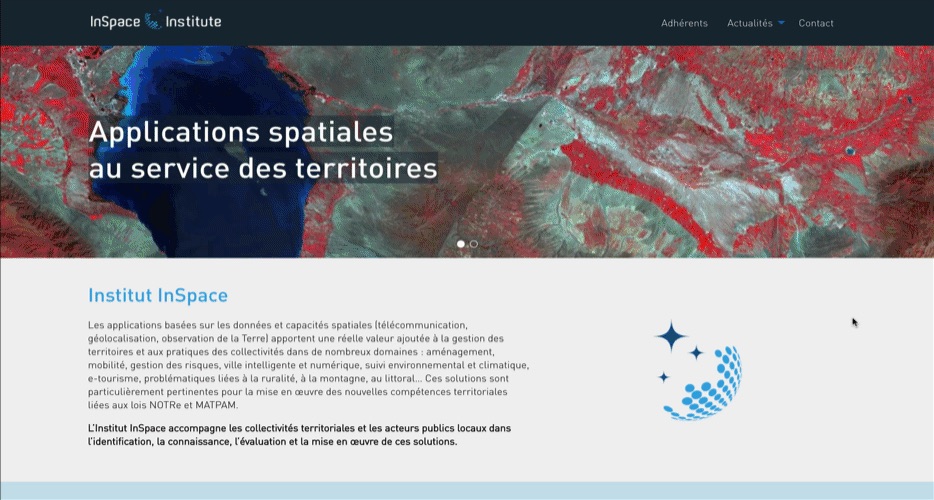 InSpace Institute
Adhérents Actualités Contact
Applications spatiales
au service des territoires
Institut InSpace
Les applications basées sur les données et capacités spatiales (télécommunication,
géolocalisation, observation de la Terre) apportent une réelle valeur ajoutée à la gestion des
territoires et aux pratiques des collectivités dans de nombreux domaines : aménagement,
mobilité, gestion des risques, ville intelligente et numérique, suivi environnemental et climatique,
e-tourisme, problématiques liées à la ruralité, à la montagne, au littoral... Ces solutions sont
particulièrement pertinentes pour la mise en œuvre des nouvelles compétences territoriales
liées aux lois NOTRe et MATPAM.
L'Institut InSpace accompagne les collectivités territoriales et les acteurs publics locaux dans
l'identification, la connaissance, l'évaluation et la mise en œuvre de ces solutions.